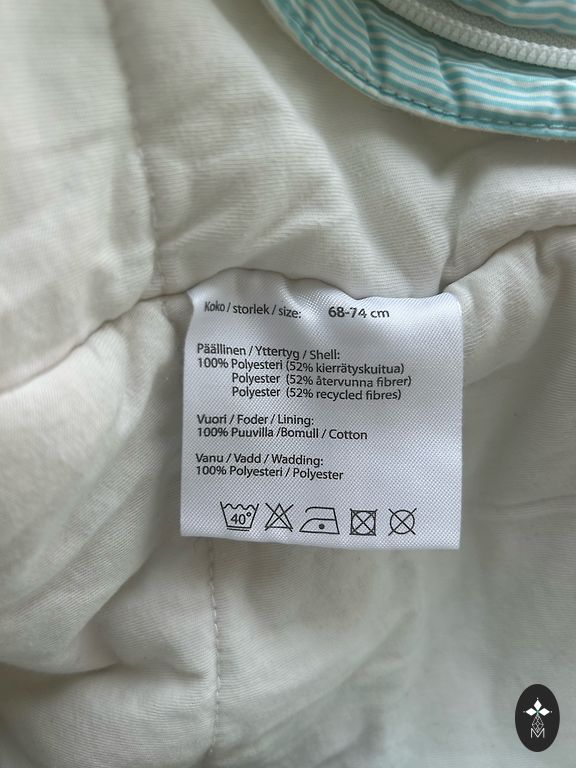 Koko / storlek / size: 68-74 cm
Päällinen / Yttertyg / Shell:
100% Polyesteri (52% kierrätyskuitua)
Polyester (52% återvunna fibrer)
Polyester (52% recycled fibres)
Vuori / Foder / Lining:
100% Puuvilla /Bomull / Cotton
Vanu / Vadd / Wadding:
100% Polyesteri / Polyester
40°
M